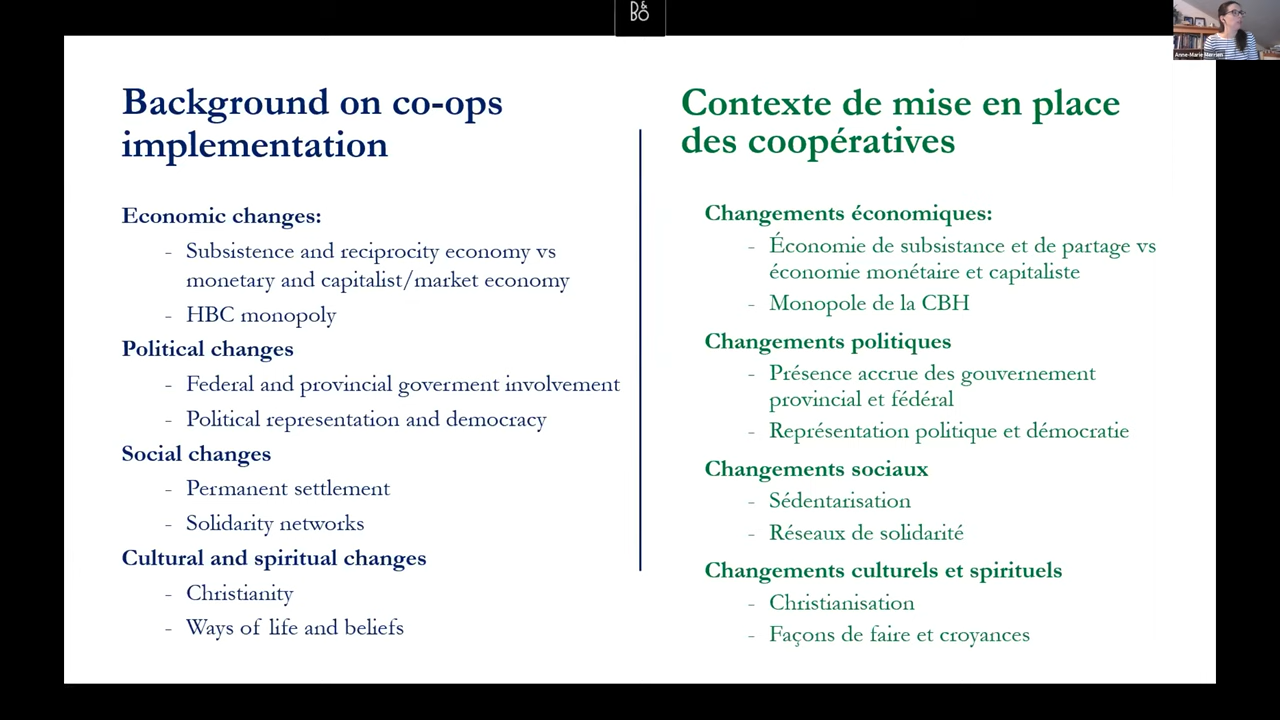 B&
BO
Anne-Marie Merrien
Background on co-ops
implementation
Economic changes:
- Subsistence and reciprocity economy vs
monetary and capitalist/market economy
- HBC monopoly
Political changes
- Federal and provincial goverment involvement
- Political representation and democracy
Social changes
- Permanent settlement
- Solidarity networks
Cultural and spiritual changes
- Christianity
- Ways of life and beliefs
Contexte de mise en place
des coopératives
Changements économiques:
- Économie de subsistance et de partage vs
économie monétaire et capitaliste
- Monopole de la CBH
Changements politiques
- Présence accrue des gouvernement
provincial et fédéral
- Représentation politique et démocratie
Changements sociaux
- Sédentarisation
- Réseaux de solidarité
Changements culturels et spirituels
- Christianisation
- Façons de faire et croyances